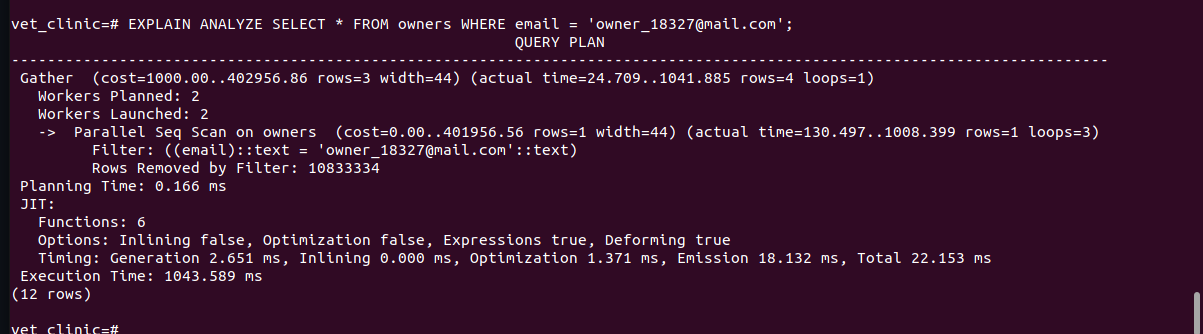 vet_clinic=# EXPLAIN ANALYZE SELECT * FROM owners WHERE email = 'owner_18327@mail.com';
QUERY PLAN
------------------------------------------------------------------------------------------------------------------------
Gather  (cost=1000.00..402956.86 rows=3 width=44) (actual time=24.709..1041.885 rows=4 loops=1)
  Workers Planned: 2
  Workers Launched: 2
  ->  Parallel Seq Scan on owners  (cost=0.00..401956.56 rows=1 width=44) (actual time=130.497..1008.399 rows=1 loops=3)
        Filter: ((email)::text = 'owner_18327@mail.com'::text)
        Rows Removed by Filter: 10833334
Planning Time: 0.166 ms
JIT:
  Functions: 6
  Options: Inlining false, Optimization false, Expressions true, Deforming true
  Timing: Generation 2.651 ms, Inlining 0.000 ms, Optimization 1.371 ms, Emission 18.132 ms, Total 22.153 ms
Execution Time: 1043.589 ms
(12 rows)
vet_clinic=#